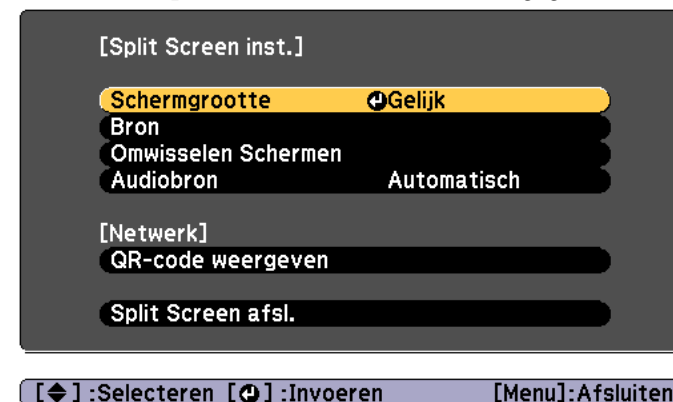 [Split Screen inst.]
Schermgrootte Gelijk
Bron
Omwisselen Schermen
Audiobron Automatisch
[Netwerk]
QR-code weergeven
Split Screen afsl.
[ ] :Selecteren [ ] :Invoeren [Menu]:Afsluiten